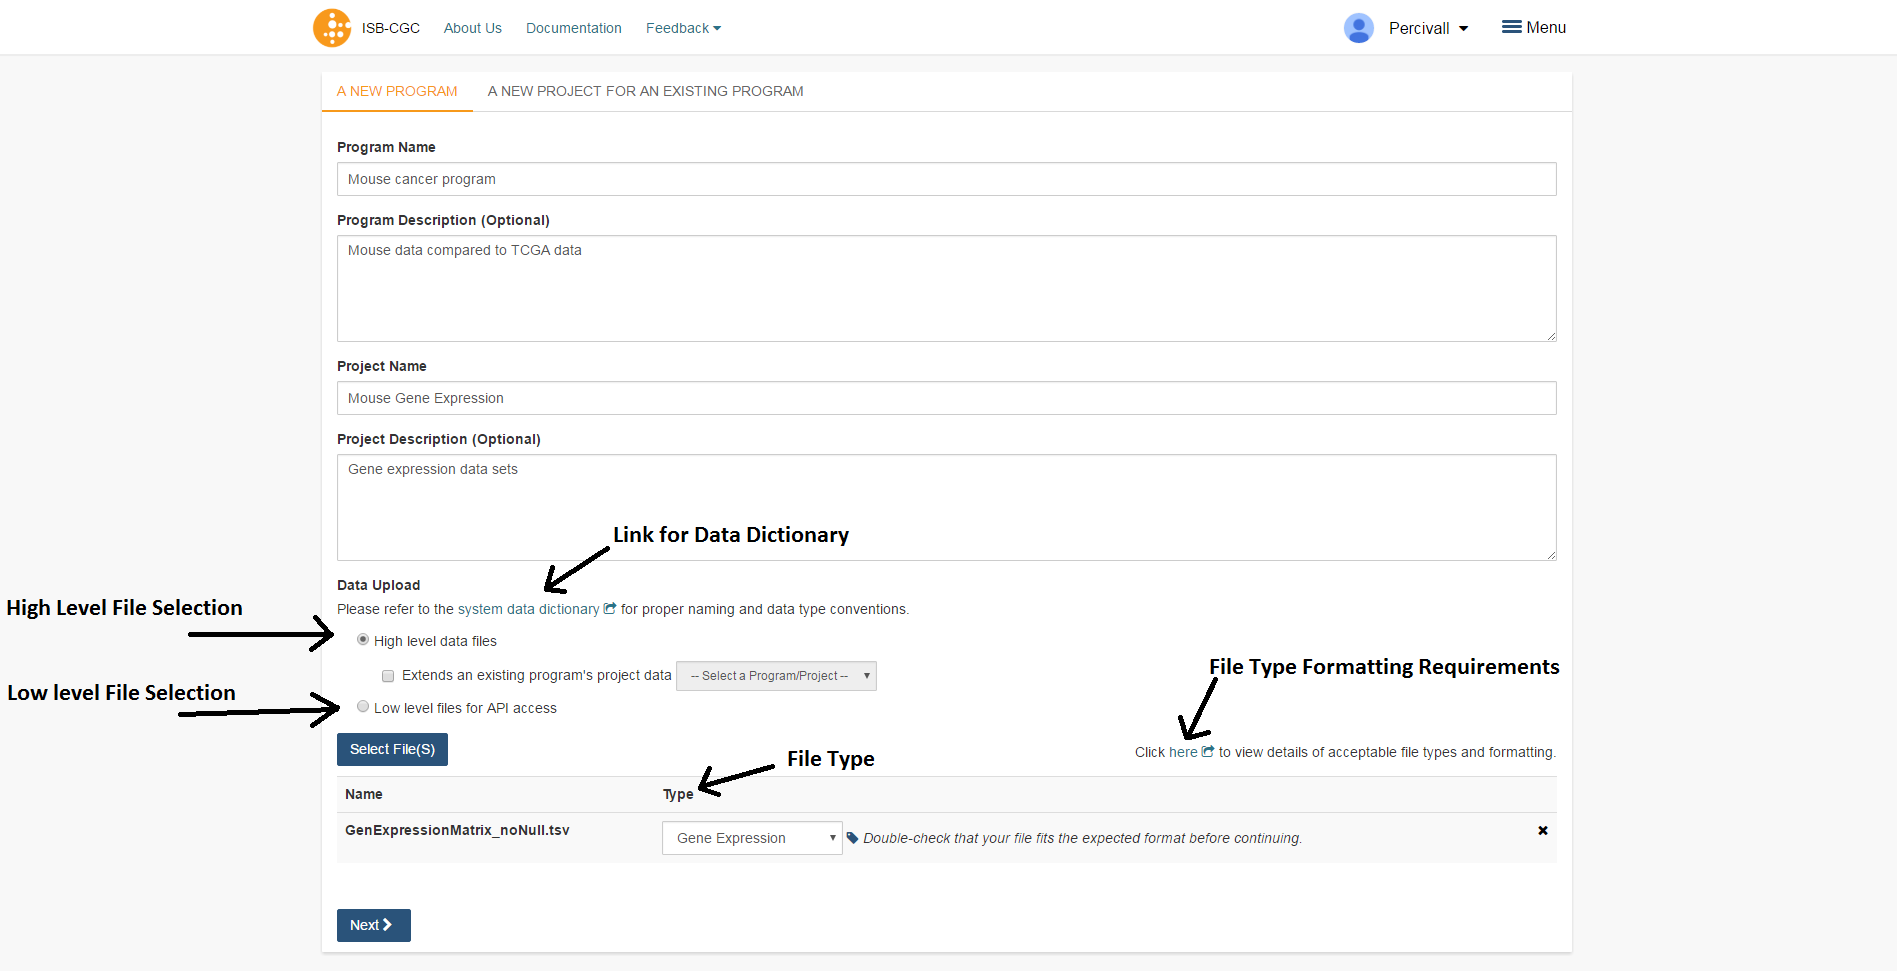 ISB-CGC About Us Documentation Feedback Percivall Menu
A NEW PROGRAM A NEW PROJECT FOR AN EXISTING PROGRAM
Program Name
Mouse cancer program
Program Description (Optional)
Mouse data compared to TCGA data
Project Name
Mouse Gene Expression
Project Description (Optional)
Gene expression data sets
Link for Data Dictionary
Data Upload
High Level File Selection
Please refer to the system data dictionary for proper naming and data type conventions.
High level data files
File Type Formatting Requirements
Extends an existing program's project data -- Select a Program/Project --
Low level File Selection
Low level files for API access
Select File(S)
Click here to view details of acceptable file types and formatting.
File Type
Name Type
GenExpressionMatrix_noNull.tsv
Gene Expression Double-check that your file fits the expected format before continuing.
Next